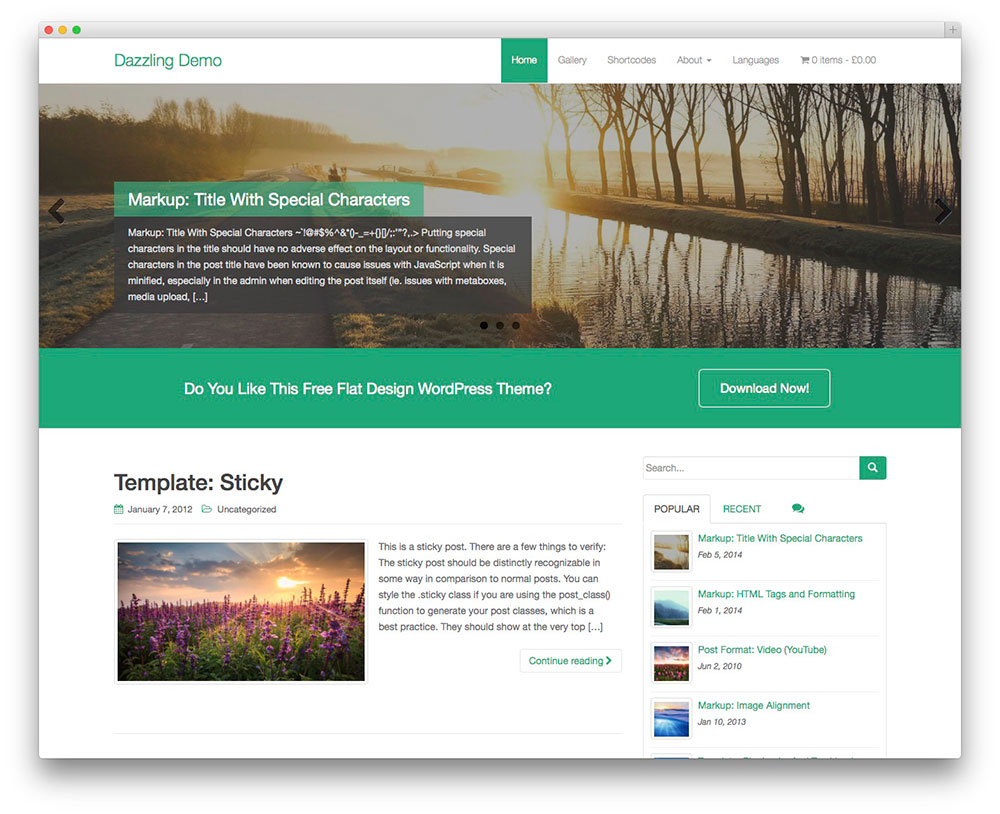 Dazzling Demo
Home Gallery Shortcodes About Languages 0 items - £0.00
Markup: Title With Special Characters
Markup: Title With Special Characters ~`!@#$%^&*()-_=+{}[]/;:'"?,.> Putting special
characters in the title should have no adverse effect on the layout or functionality. Special
characters in the post title have been known to cause issues with JavaScript when it is
minified, especially in the admin when editing the post itself (ie. issues with metaboxes,
media upload, [...]
Do You Like This Free Flat Design WordPress Theme?
Download Now!
Template: Sticky
January 7, 2012 Uncategorized
This is a sticky post. There are a few things to verify:
The sticky post should be distinctly recognizable in
some way in comparison to normal posts. You can
style the .sticky class if you are using the post_class()
function to generate your post classes, which is a
best practice. They should show at the very top [...]
Continue reading
Search...
POPULAR RECENT
Markup: Title With Special Characters
Feb 5, 2014
Markup: HTML Tags and Formatting
Feb 1, 2014
Post Format: Video (YouTube)
Jun 2, 2010
Markup: Image Alignment
Jan 10, 2013